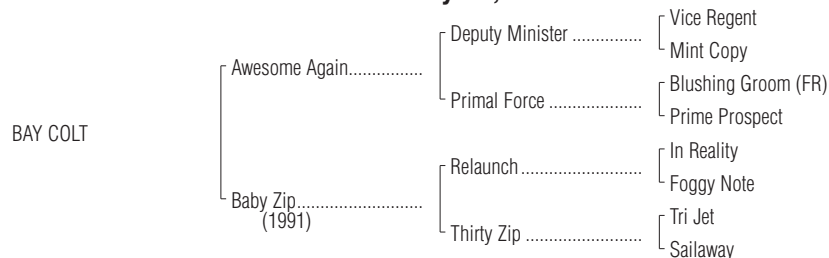 Vice Regent
Deputy Minister ...............
Mint Copy
Awesome Again................
Blushing Groom (FR)
Primal Force ....................
Prime Prospect
BAY COLT
In Reality
Relaunch..........................
Foggy Note
Baby Zip...........................
(1991)
Tri Jet
Thirty Zip .........................
Sailaway